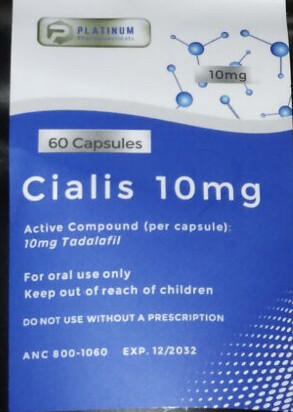 PLATINUM
Pharmaceuticals
10mg
60 Capsules
Cialis 10mg
Active Compound (per capsule):
10mg Tadalafil
For oral use only
Keep out of reach of children
DO NOT USE WITHOUT A PRESCRIPTION
ANC 800-1060 EXP. 12/2032